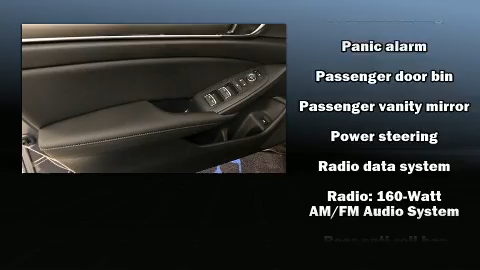 Panic alarm
Passenger door bin
Passenger vanity mirror
Power steering
Radio data system
Radio: 160-Watt
AM/FM Audio System